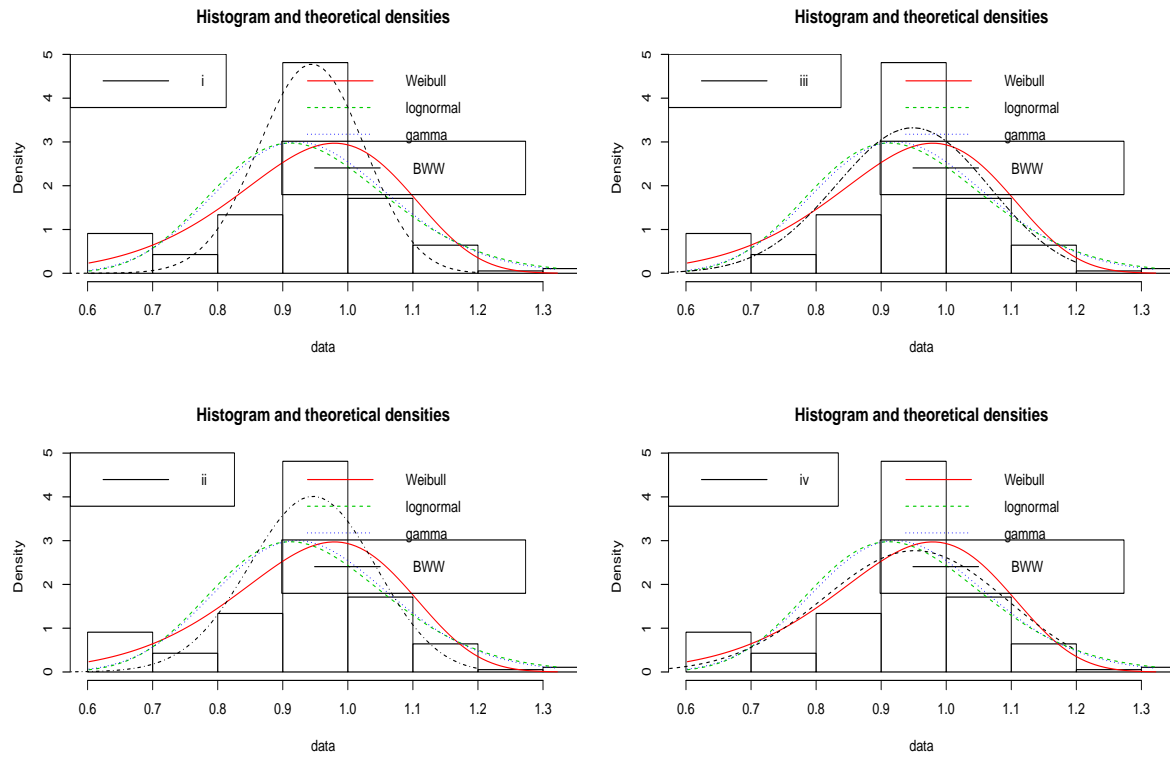 Histogram and theoretical densities
i
Weibull
lognormal
gamma
BWW
Density
0 1 2 3 4 5
0.6 0.7 0.8 0.9 1.0 1.1 1.2 1.3
data
Histogram and theoretical densities
iii
Weibull
lognormal
gamma
BWW
Density
0 1 2 3 4 5
0.6 0.7 0.8 0.9 1.0 1.1 1.2 1.3
data
Histogram and theoretical densities
ii
Weibull
lognormal
gamma
BWW
Density
0 1 2 3 4 5
0.6 0.7 0.8 0.9 1.0 1.1 1.2 1.3
data
Histogram and theoretical densities
iv
Weibull
lognormal
gamma
BWW
Density
0 1 2 3 4 5
0.6 0.7 0.8 0.9 1.0 1.1 1.2 1.3
data